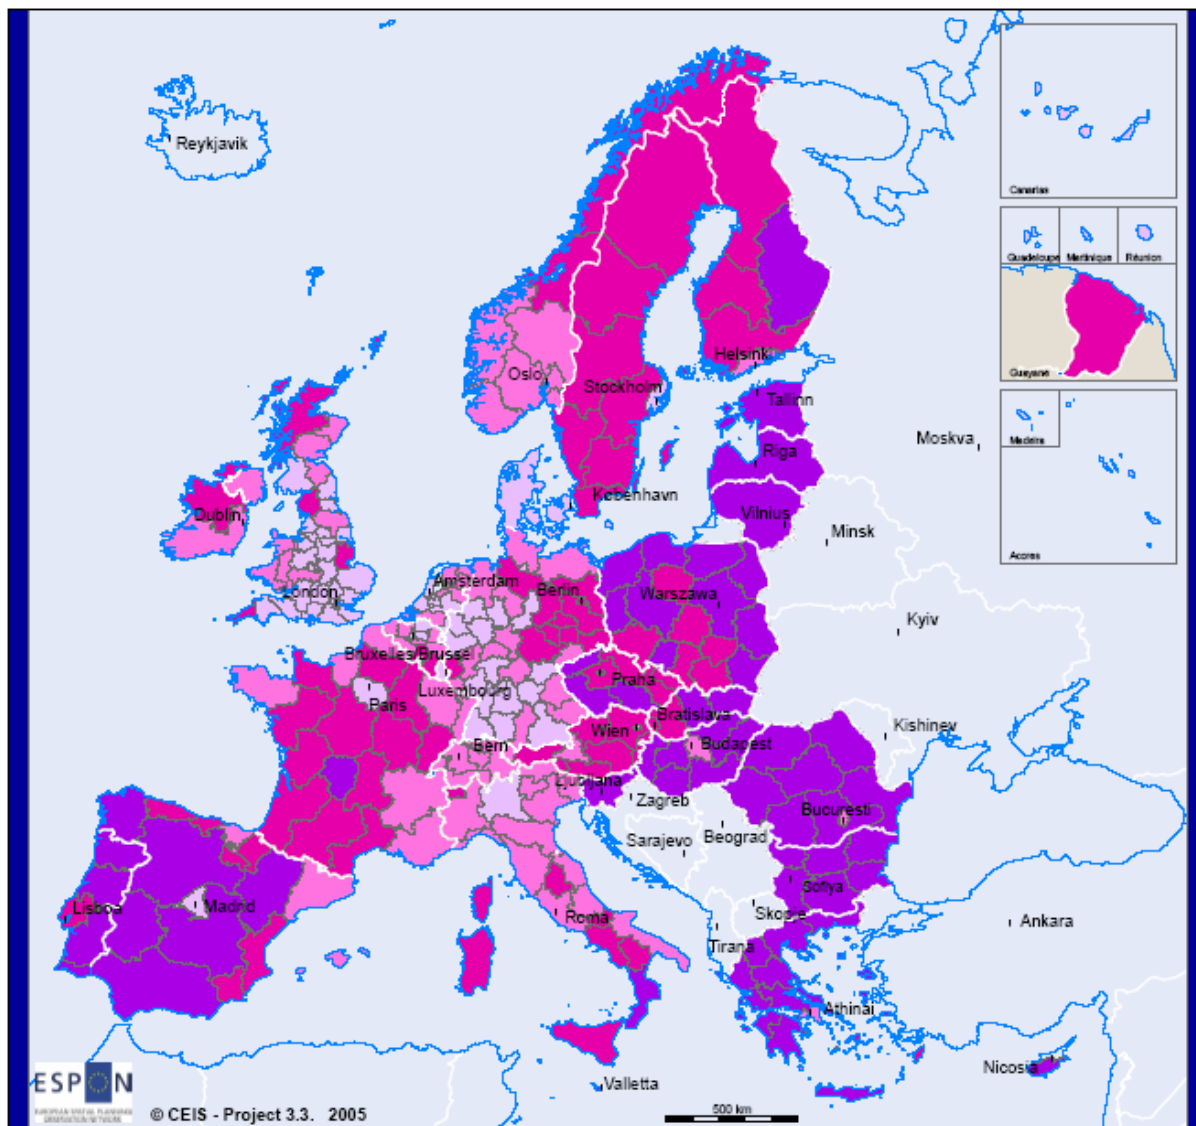 Reykjavik
Canarias
Guadeloupe
Martinique
Réunion
Guyane
Madeira
Acores
Oslo
Helsinki
Stockholm
Tallinn
Moskva
Riga
København
Dublin
Vilnius
Minsk
Amsterdam
London
Berlin
Warszawa
Kyiv
Bruxelles/Brussel
Luxembourg
Praha
Paris
Bratislava
Wien
Kishinev
Bern
Budapest
Ljubljana
Zagreb
Bucuresti
Beograd
Sarajevo
Sofiya
Madrid
Lisboa
Roma
Skopje
Ankara
Tirana
Athinai
Nicosia
Valletta
ESPON
© CEIS - Project 3.3. 2005
500 km